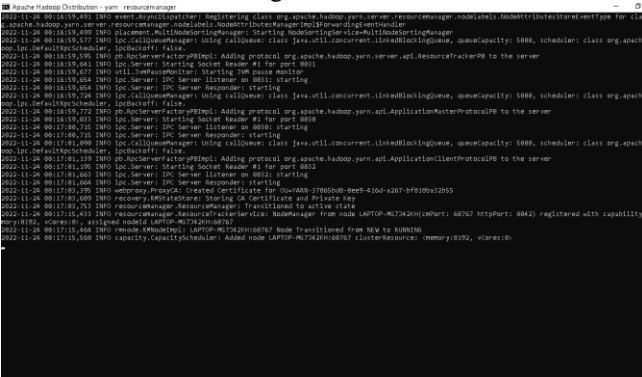 Apache Hadoop Distribution - yarn resourcemanager
2022-11-24 00:16:59,491 INFO event.AsyncDispatcher: Registering class org.apache.hadoop.yarn.server.resourcemanager.nodelabels.NodeAttributesStoreEventType for cla
g.apache.hadoop.yarn.server.resourcemanager.nodelabels.NodeAttributesManagerImpl$ForwardingEventHandler
2022-11-24 00:16:59,499 INFO placement.MultiNodeSortingManager: Starting NodeSortingService=MultiNodeSortingManager
2022-11-24 00:16:59,577 INFO ipc.CallQueueManager: Using callQueue: class java.util.concurrent.LinkedBlockingQueue, queueCapacity: 5000, scheduler: class org.apach
oop.ipc.DefaultRpcScheduler, ipcBackoff: false.
2022-11-24 00:16:59,595 INFO pb.RpcServerFactoryPBImpl: Adding protocol org.apache.hadoop.yarn.server.api.ResourceTrackerPB to the server
2022-11-24 00:16:59,641 INFO ipc.Server: Starting Socket Reader #1 for port 8031
2022-11-24 00:16:59,677 INFO util.JvmPauseMonitor: Starting JVM pause monitor
2022-11-24 00:16:59,654 INFO ipc.Server: IPC Server listener on 8031: starting
2022-11-24 00:16:59,654 INFO ipc.Server: IPC Server Responder: starting
2022-11-24 00:16:59,724 INFO ipc.CallQueueManager: Using callQueue: class java.util.concurrent.LinkedBlockingQueue, queueCapacity: 5000, scheduler: class org.apach
oop.ipc.DefaultRpcScheduler, ipcBackoff: false.
2022-11-24 00:16:59,772 INFO pb.RpcServerFactoryPBImpl: Adding protocol org.apache.hadoop.yarn.api.ApplicationMasterProtocolPB to the server
2022-11-24 00:16:59,833 INFO ipc.Server: Starting Socket Reader #1 for port 8030
2022-11-24 00:17:00,715 INFO ipc.Server: IPC Server listener on 8030: starting
2022-11-24 00:17:00,735 INFO ipc.Server: IPC Server Responder: starting
2022-11-24 00:17:01,090 INFO ipc.CallQueueManager: Using callQueue: class java.util.concurrent.LinkedBlockingQueue, queueCapacity: 5000, scheduler: class org.apach
oop.ipc.DefaultRpcScheduler, ipcBackoff: false.
2022-11-24 00:17:01,139 INFO pb.RpcServerFactoryPBImpl: Adding protocol org.apache.hadoop.yarn.api.ApplicationClientProtocolPB to the server
2022-11-24 00:17:01,395 INFO ipc.Server: Starting Socket Reader #1 for port 8032
2022-11-24 00:17:01,663 INFO ipc.Server: IPC Server listener on 8032: starting
2022-11-24 00:17:01,664 INFO ipc.Server: IPC Server Responder: starting
2022-11-24 00:17:03,395 INFO webproxy.ProxyCA: Created Certificate for OU=YARN-37065bd0-0ee9-416d-a267-bf018ba32b55
2022-11-24 00:17:03,609 INFO recovery.RMStateStore: Storing CA Certificate and Private Key
2022-11-24 00:17:03,753 INFO resourcemanager.ResourceManager: Transitioned to active state
2022-11-24 00:17:15,433 INFO resourcemanager.ResourceTrackerService: NodeManager from node LAPTOP-M67J42KH(cmPort: 60767 httpPort: 8042) registered with capability
mory:8192, vCores:8>, assigned nodeId LAPTOP-M67J42KH:60767
2022-11-24 00:17:15,464 INFO rmnode.RMNodeImpl: LAPTOP-M67J42KH:60767 Node Transitioned from NEW to RUNNING
2022-11-24 00:17:15,560 INFO capacity.CapacityScheduler: Added node LAPTOP-M67J42KH:60767 clusterResource: <memory:8192, vCores:8>